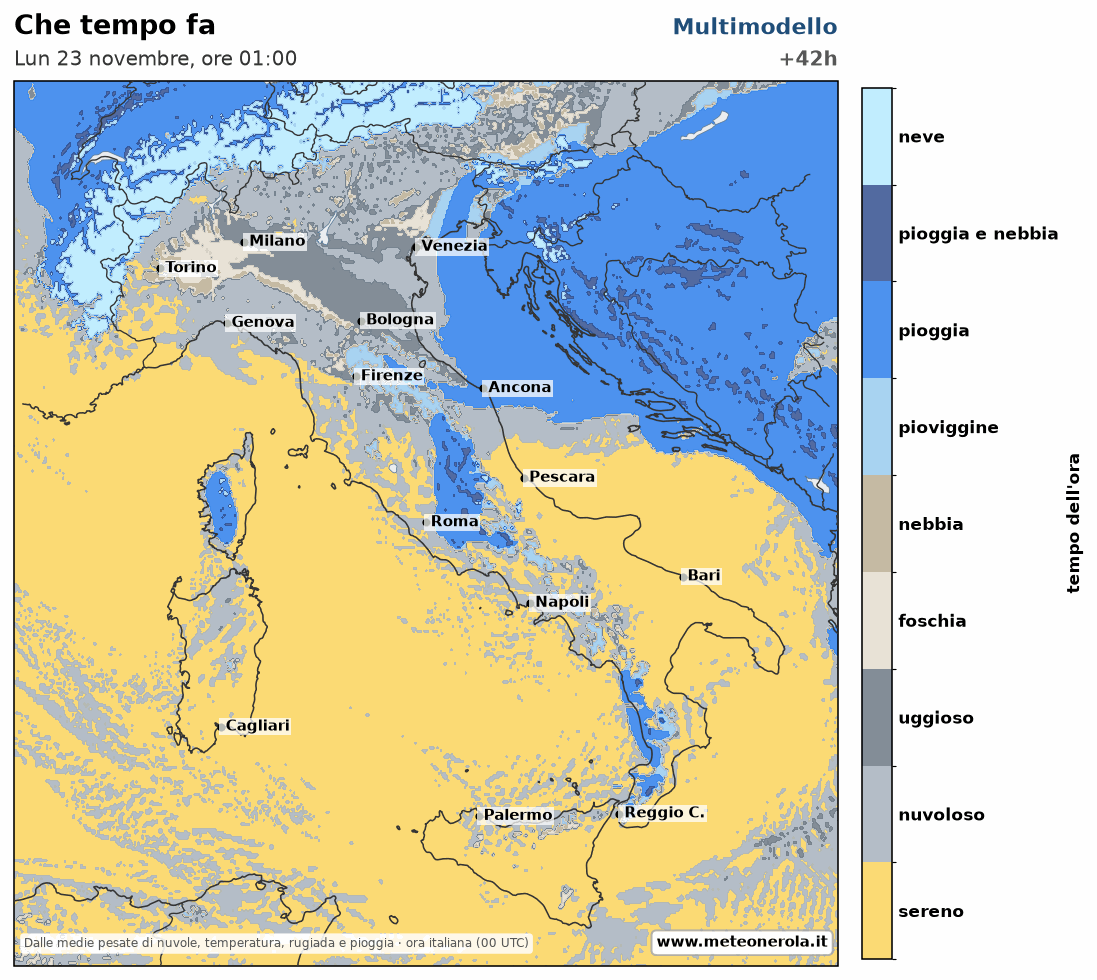 Che tempo fa
Multimodello
Lun 23 novembre, ore 01:00
+42h
Milano
Venezia
Torino
Genova
Bologna
Firenze
Ancona
Pescara
Roma
Bari
Napoli
Cagliari
Palermo
Reggio C.
Dalle medie pesate di nuvole, temperatura, rugiada e pioggia · ora italiana (00 UTC)
www.meteonerola.it
neve
pioggia e nebbia
pioggia
pioviggine
nebbia
foschia
uggioso
nuvoloso
sereno
tempo dell'ora